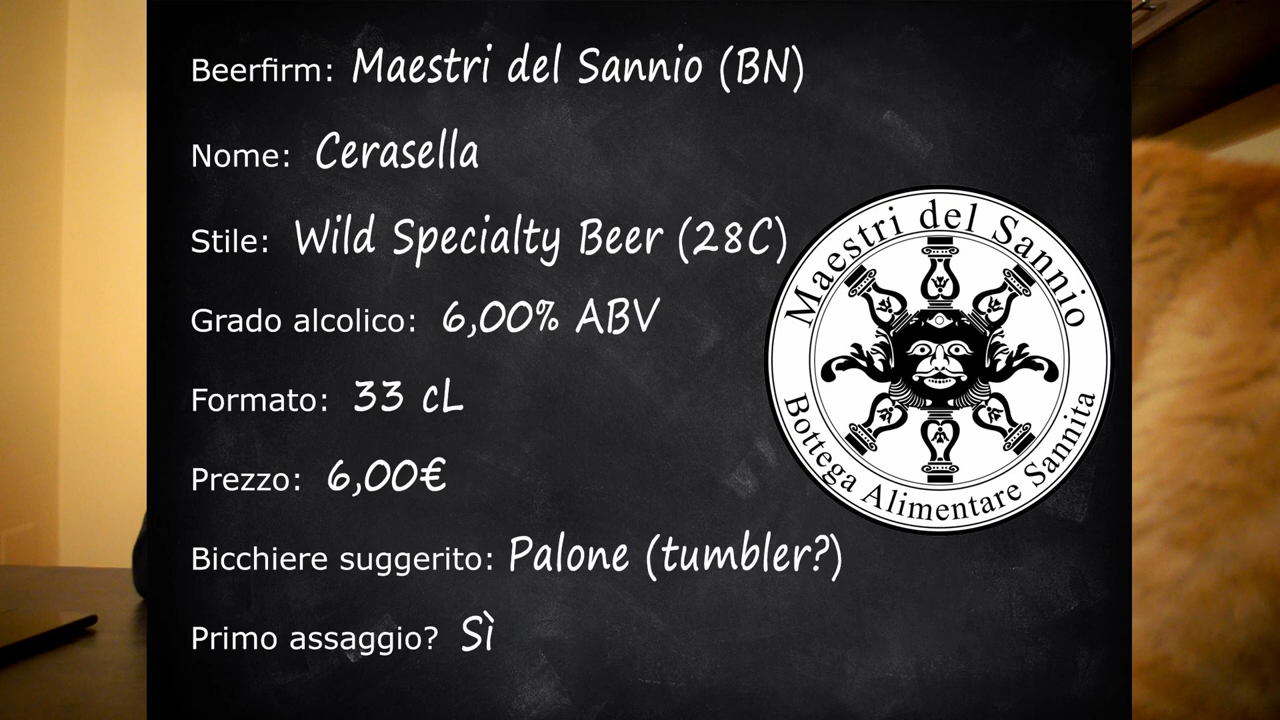 Beerfirm: Maestri del Sannio (BN)
Nome: Cerasella
Stile: Wild Specialty Beer (28C)
Grado alcolico: 6,00% ABV
Formato: 33 cL
Prezzo: 6,00€
Bicchiere suggerito: Palone (tumbler?)
Primo assaggio? Sì
Maestri del Sannio
Bottega Alimentare Sannita